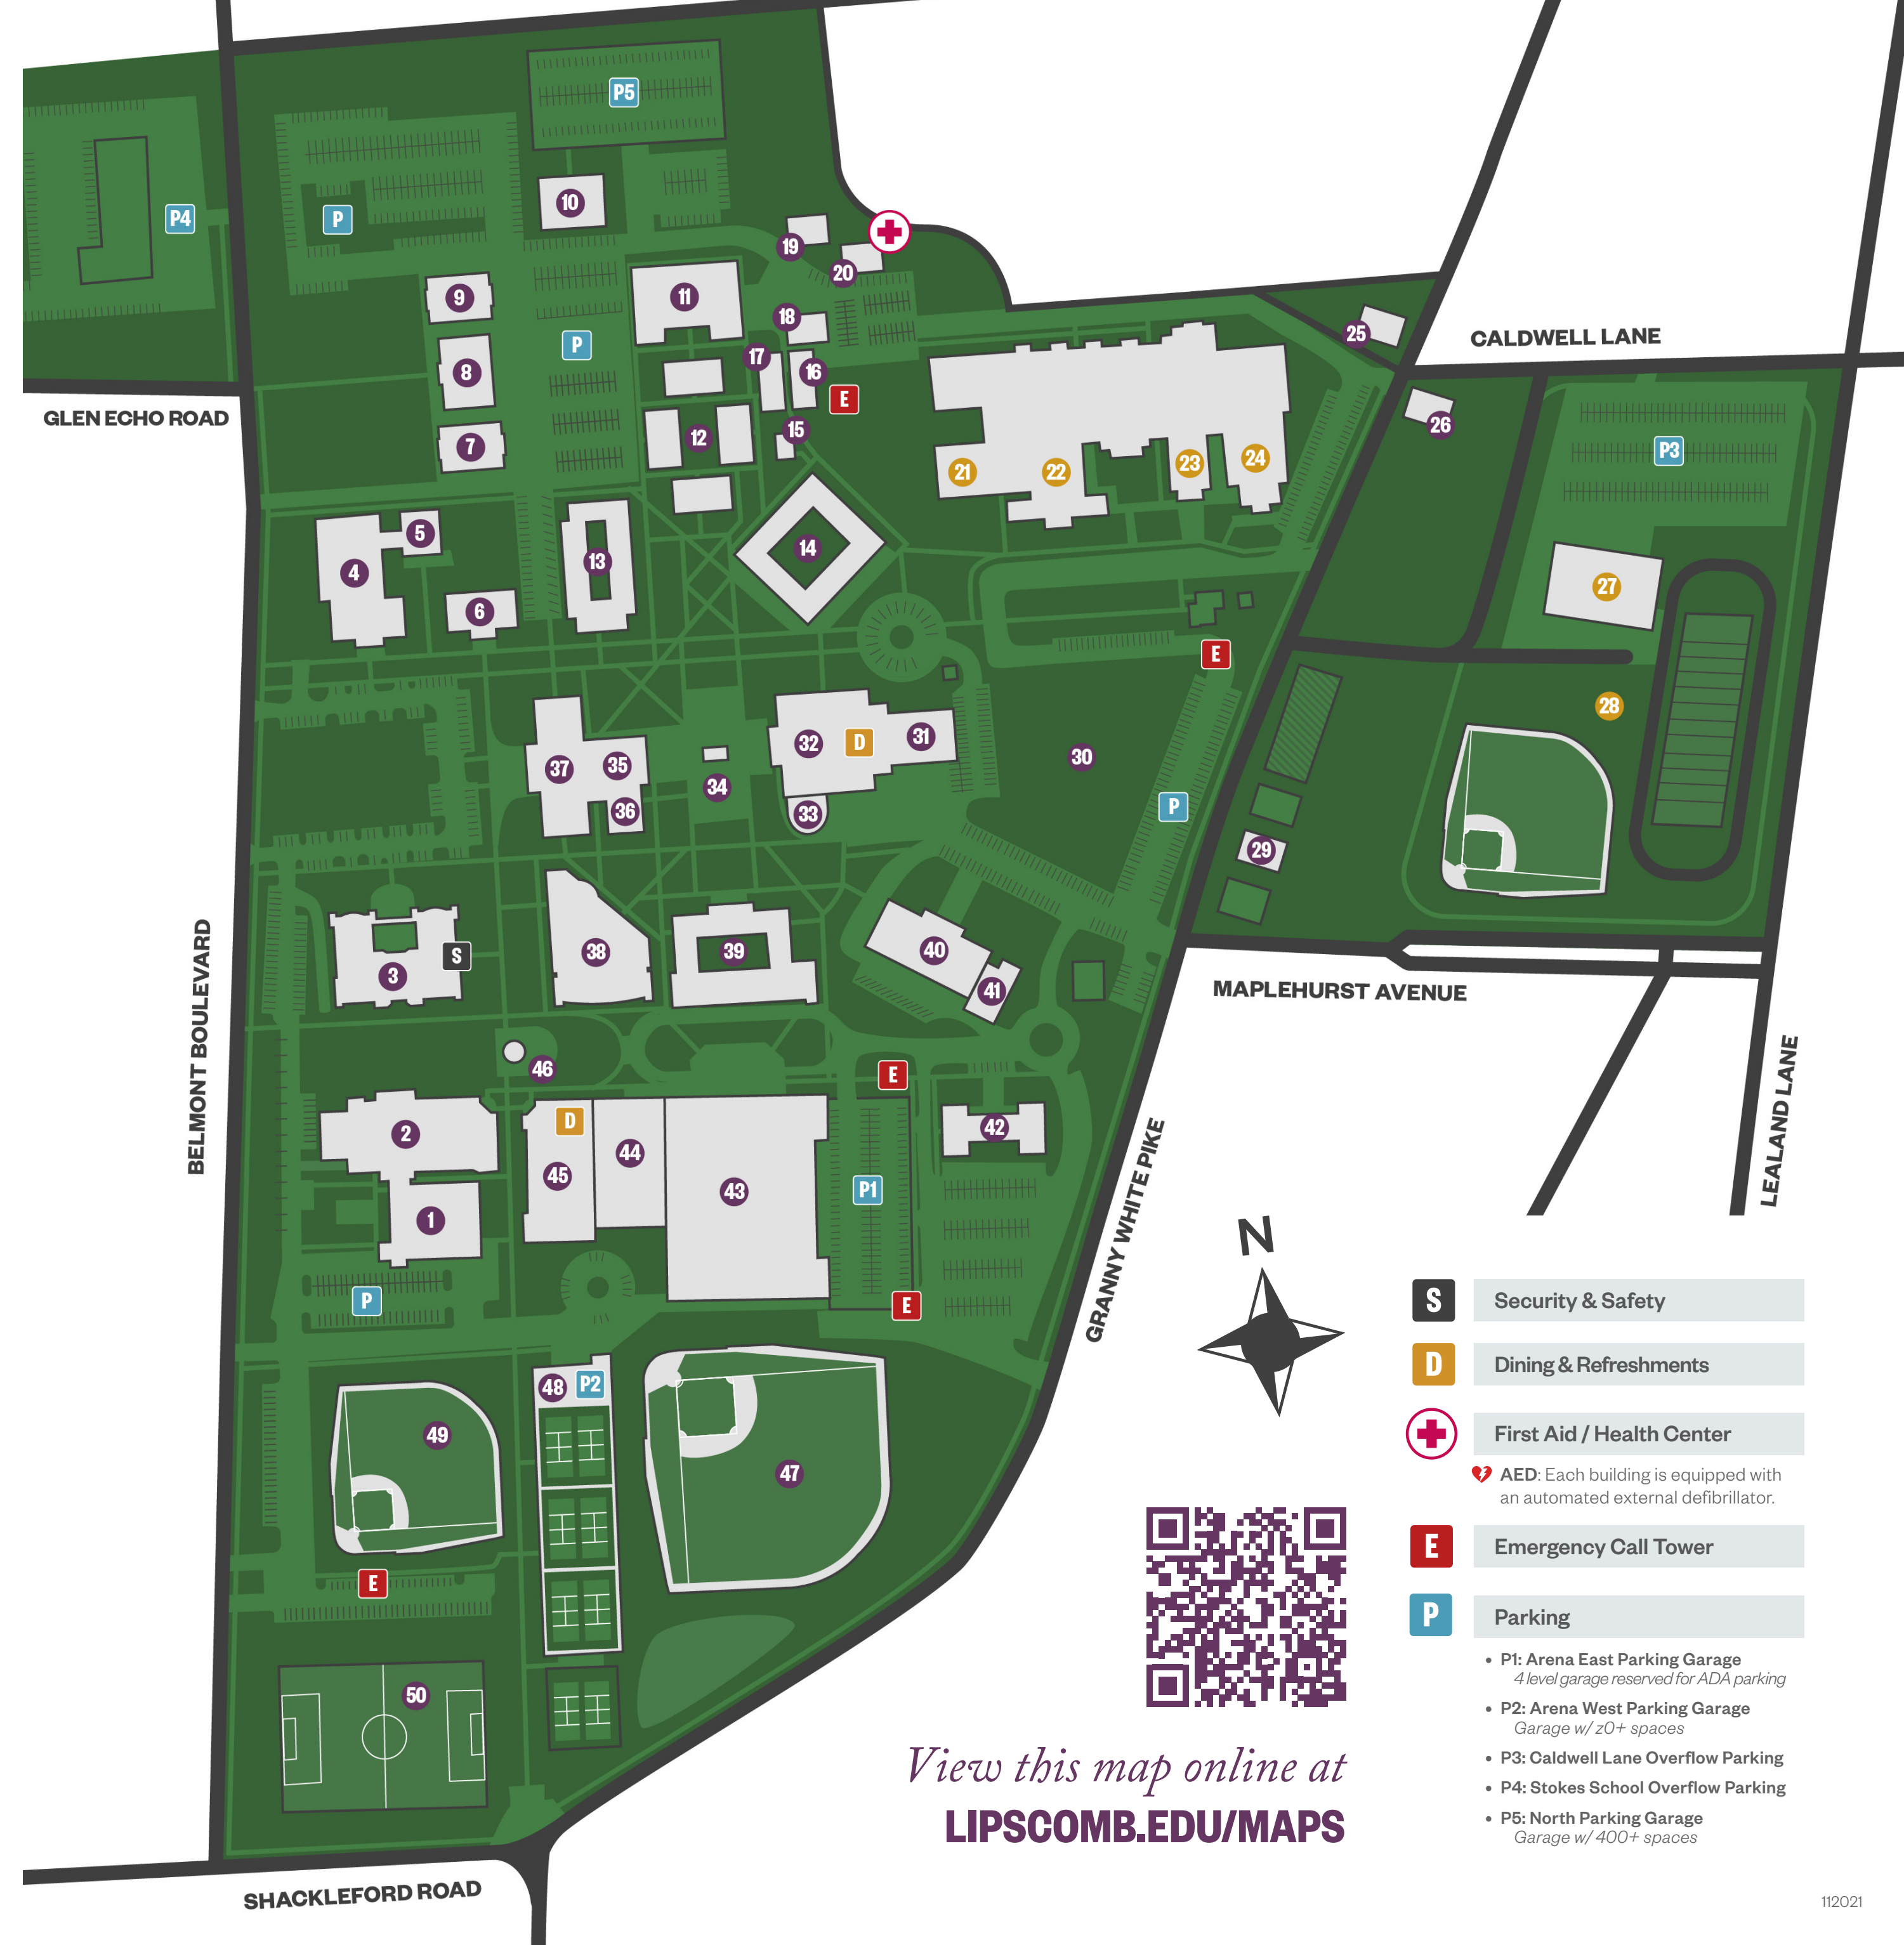 P5
P4
P
10
19
20
9
11
18
25
CALDWELL LANE
P
17
16
8
E
GLEN ECHO ROAD
26
7
12
15
P3
21
22
23
24
5
4
13
14
27
6
E
28
37
35
32
D
31
30
34
36
33
P
29
BELMONT BOULEVARD
3
S
38
39
40
41
MAPLEHURST AVENUE
46
E
LEALAND LANE
2
D
45
44
43
P1
42
GRANNY WHITE PIKE
1
P
E
N
48
P2
49
47
E
50
SHACKLEFORD ROAD
S
Security & Safety
D
Dining & Refreshments
First Aid / Health Center
AED: Each building is equipped with
an automated external defibrillator.
E
Emergency Call Tower
P
Parking
• P1: Arena East Parking Garage
4 level garage reserved for ADA parking
• P2: Arena West Parking Garage
Garage w/ z0+ spaces
• P3: Caldwell Lane Overflow Parking
• P4: Stokes School Overflow Parking
• P5: North Parking Garage
Garage w/ 400+ spaces
View this map online at
LIPSCOMB.EDU/MAPS
112021